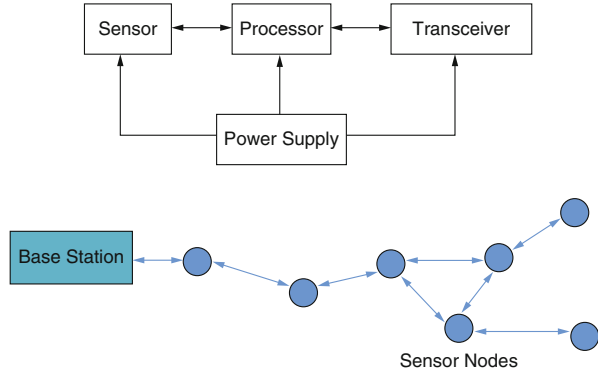 Sensor
Processor
Transceiver
Power Supply
Base Station
Sensor Nodes